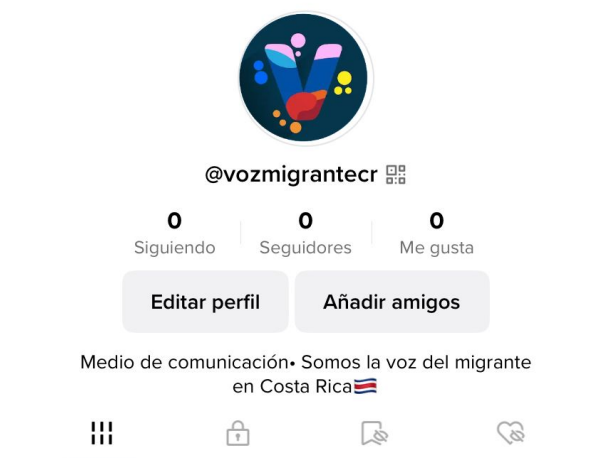 @vozmigrantecr
0 0 0
Siguiendo Seguidores Me gusta
Editar perfil Añadir amigos
Medio de comunicación• Somos la voz del migrante
en Costa Rica🇨🇷